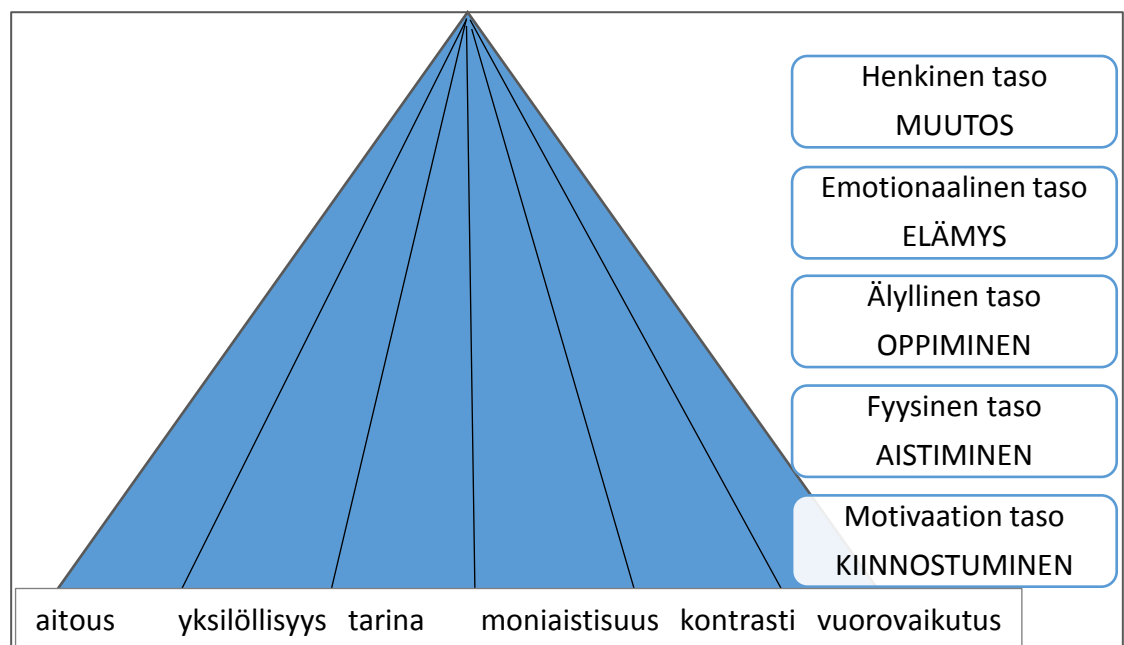 Henkinen taso
MUUTOS
Emotionaalinen taso
ELÄMYS
Älyllinen taso
OPPIMINEN
Fyysinen taso
AISTIMINEN
Motivaation taso
KIINNOSTUMINEN
aitous yksilöllisyys tarina moniaistisuus kontrasti vuorovaikutus